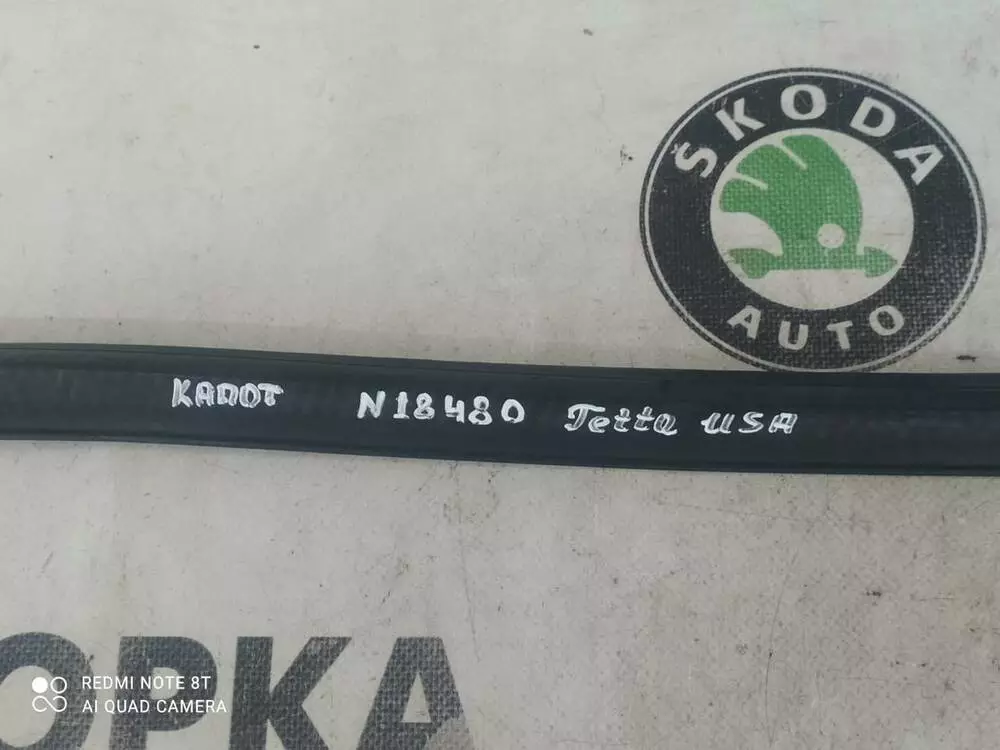 ŠKODA
AUTO
капот N18480 Jetta USA
ОРКА
REDMI NOTE 8T
AI QUAD CAMERA